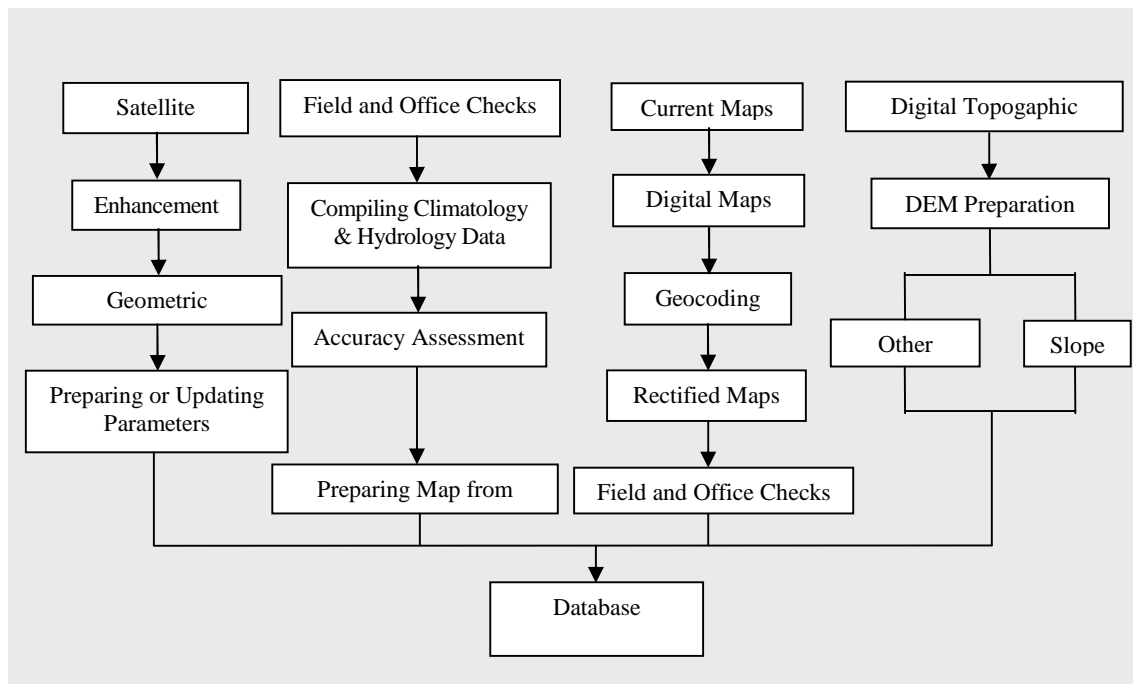 Satellite
Enhancement
Geometric
Preparing or Updating
Parameters
Field and Office Checks
Compiling Climatology
& Hydrology Data
Accuracy Assessment
Preparing Map from
Current Maps
Digital Maps
Geocoding
Rectified Maps
Field and Office Checks
Digital Topogaphic
DEM Preparation
Other
Slope
Database